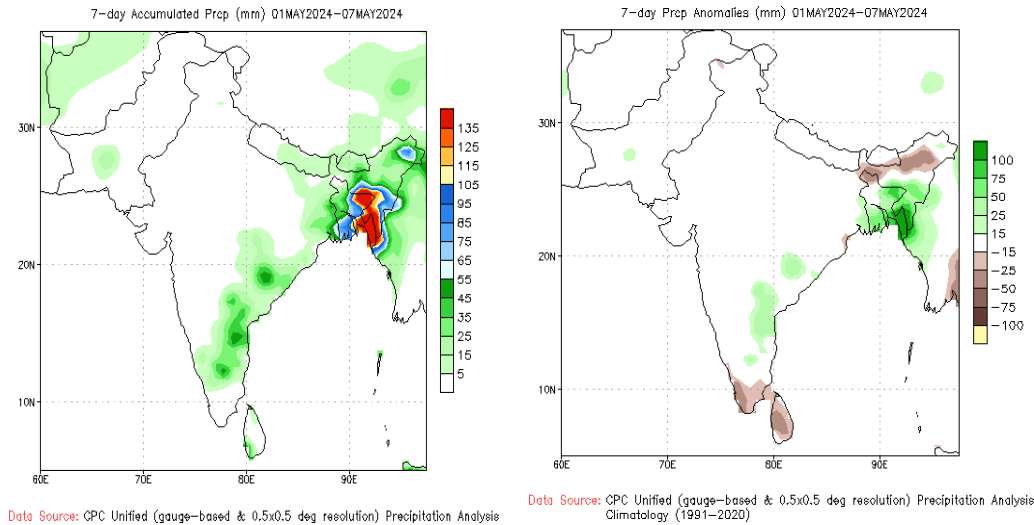 7-day Accumulated Prcp (mm) 01MAY2024-07MAY2024
30N
20N
10N
60E 70E 80E 90E
135
125
115
105
95
85
75
65
55
45
35
25
15
5
Data Source: CPC Unified (gauge-based & 0.5x0.5 deg resolution) Precipitation Analysis
7-day Prcp Anomalies (mm) 01MAY2024-07MAY2024
30N
20N
10N
60E 70E 80E 90E
100
75
50
25
15
-15
-25
-50
-75
-100
Data Source: CPC Unified (gauge-based & 0.5x0.5 deg resolution) Precipitation Analysis
Climatology (1991-2020)